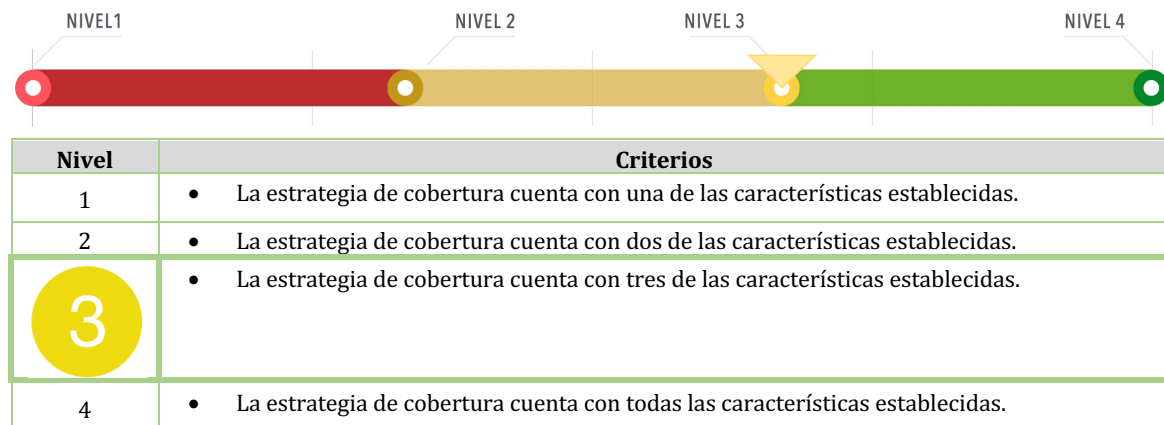 NIVEL1 NIVEL 2 NIVEL 3 NIVEL 4
Nivel Criterios
1 • La estrategia de cobertura cuenta con una de las características establecidas.
2 • La estrategia de cobertura cuenta con dos de las características establecidas.
3 • La estrategia de cobertura cuenta con tres de las características establecidas.
4 • La estrategia de cobertura cuenta con todas las características establecidas.